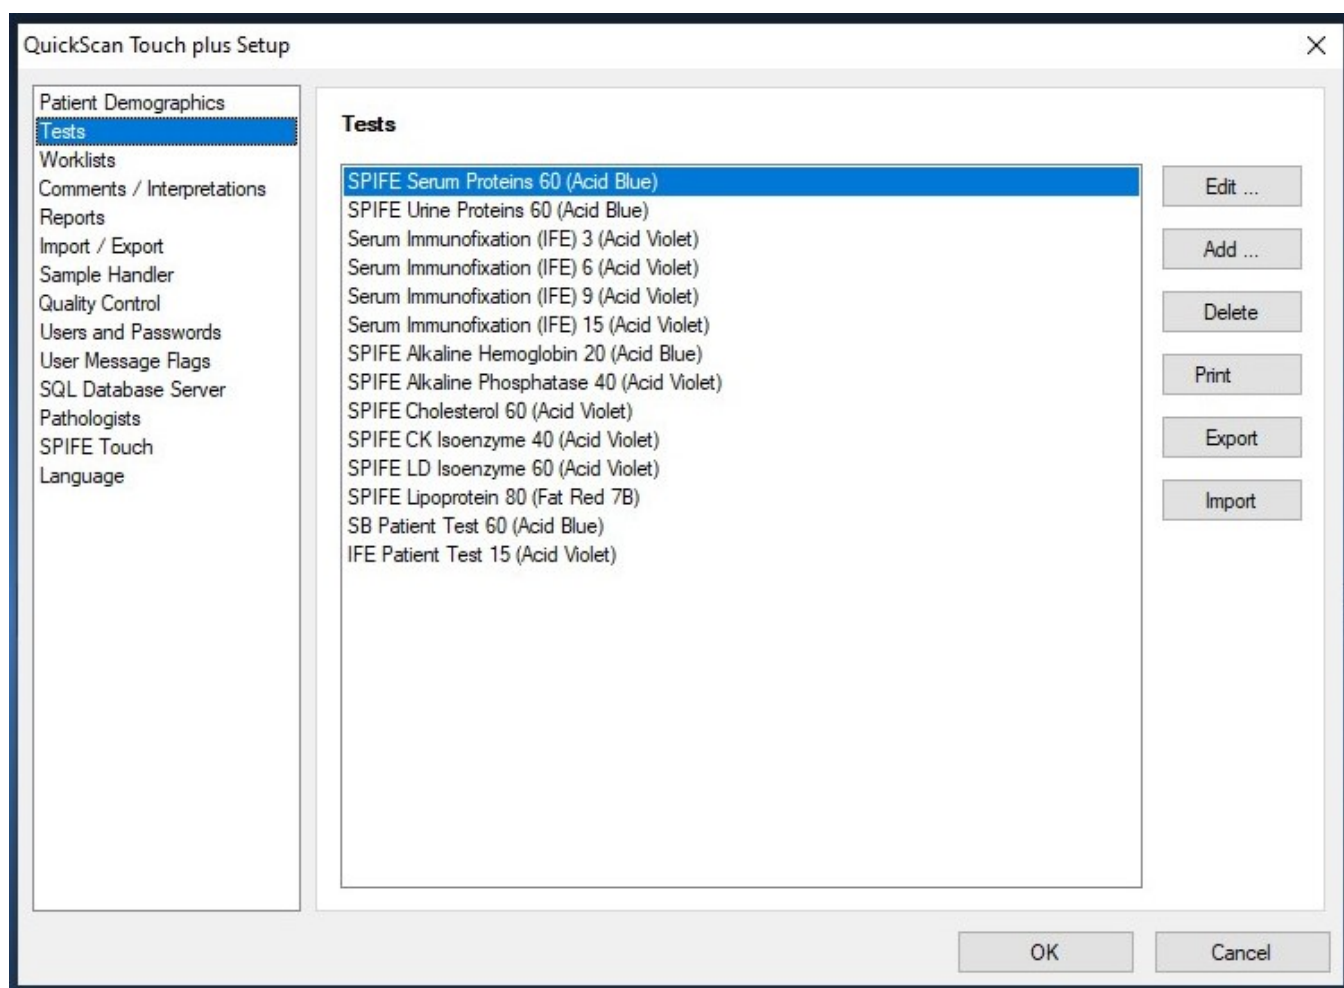 QuickScan Touch plus Setup
Patient Demographics
Tests
Worklists
Comments / Interpretations
Reports
Import / Export
Sample Handler
Quality Control
Users and Passwords
User Message Flags
SQL Database Server
Pathologists
SPIFE Touch
Language
Tests
SPIFE Serum Proteins 60 (Acid Blue)
SPIFE Urine Proteins 60 (Acid Blue)
Serum Immunofixation (IFE) 3 (Acid Violet)
Serum Immunofixation (IFE) 6 (Acid Violet)
Serum Immunofixation (IFE) 9 (Acid Violet)
Serum Immunofixation (IFE) 15 (Acid Violet)
SPIFE Alkaline Hemoglobin 20 (Acid Blue)
SPIFE Alkaline Phosphatase 40 (Acid Violet)
SPIFE Cholesterol 60 (Acid Violet)
SPIFE CK Isoenzyme 40 (Acid Violet)
SPIFE LD Isoenzyme 60 (Acid Violet)
SPIFE Lipoprotein 80 (Fat Red 7B)
SB Patient Test 60 (Acid Blue)
IFE Patient Test 15 (Acid Violet)
Edit ...
Add ...
Delete
Print
Export
Import
OK
Cancel